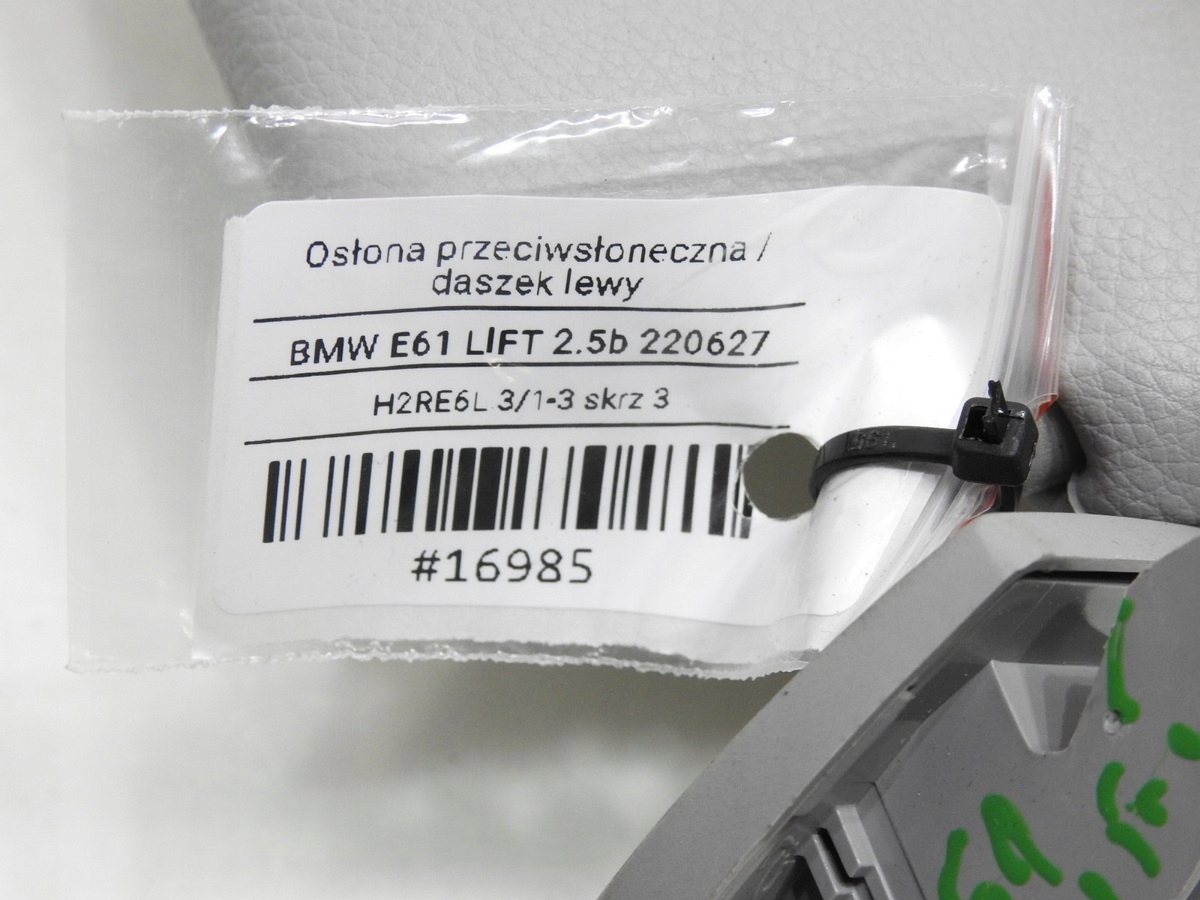 Osłona przeciwsłoneczna /
daszek lewy
BMW E61 LIFT 2.5b 220627
H2RE6L 3/1-3 skrz 3
#16985